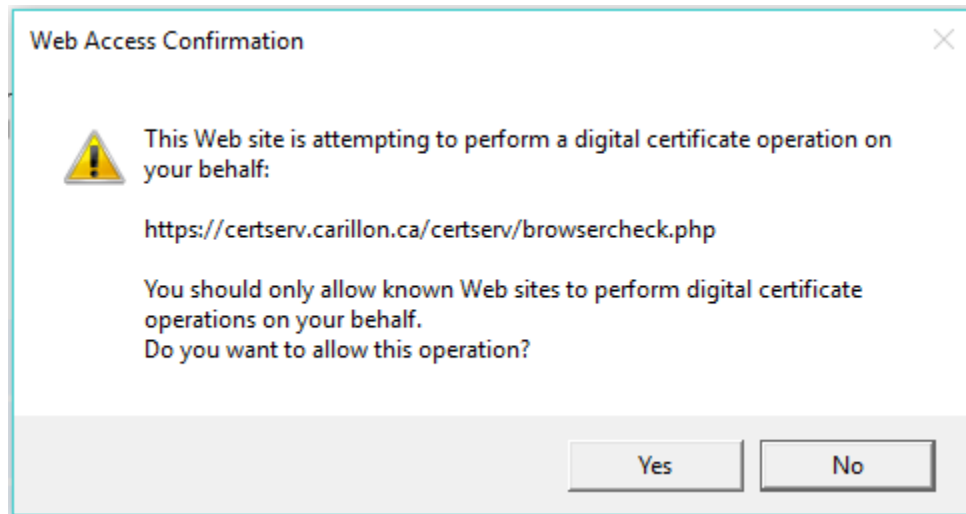 Web Access Confirmation
This Web site is attempting to perform a digital certificate operation on
your behalf:
https://certserv.carillon.ca/certserv/browsercheck.php
You should only allow known Web sites to perform digital certificate
operations on your behalf.
Do you want to allow this operation?
Yes
No